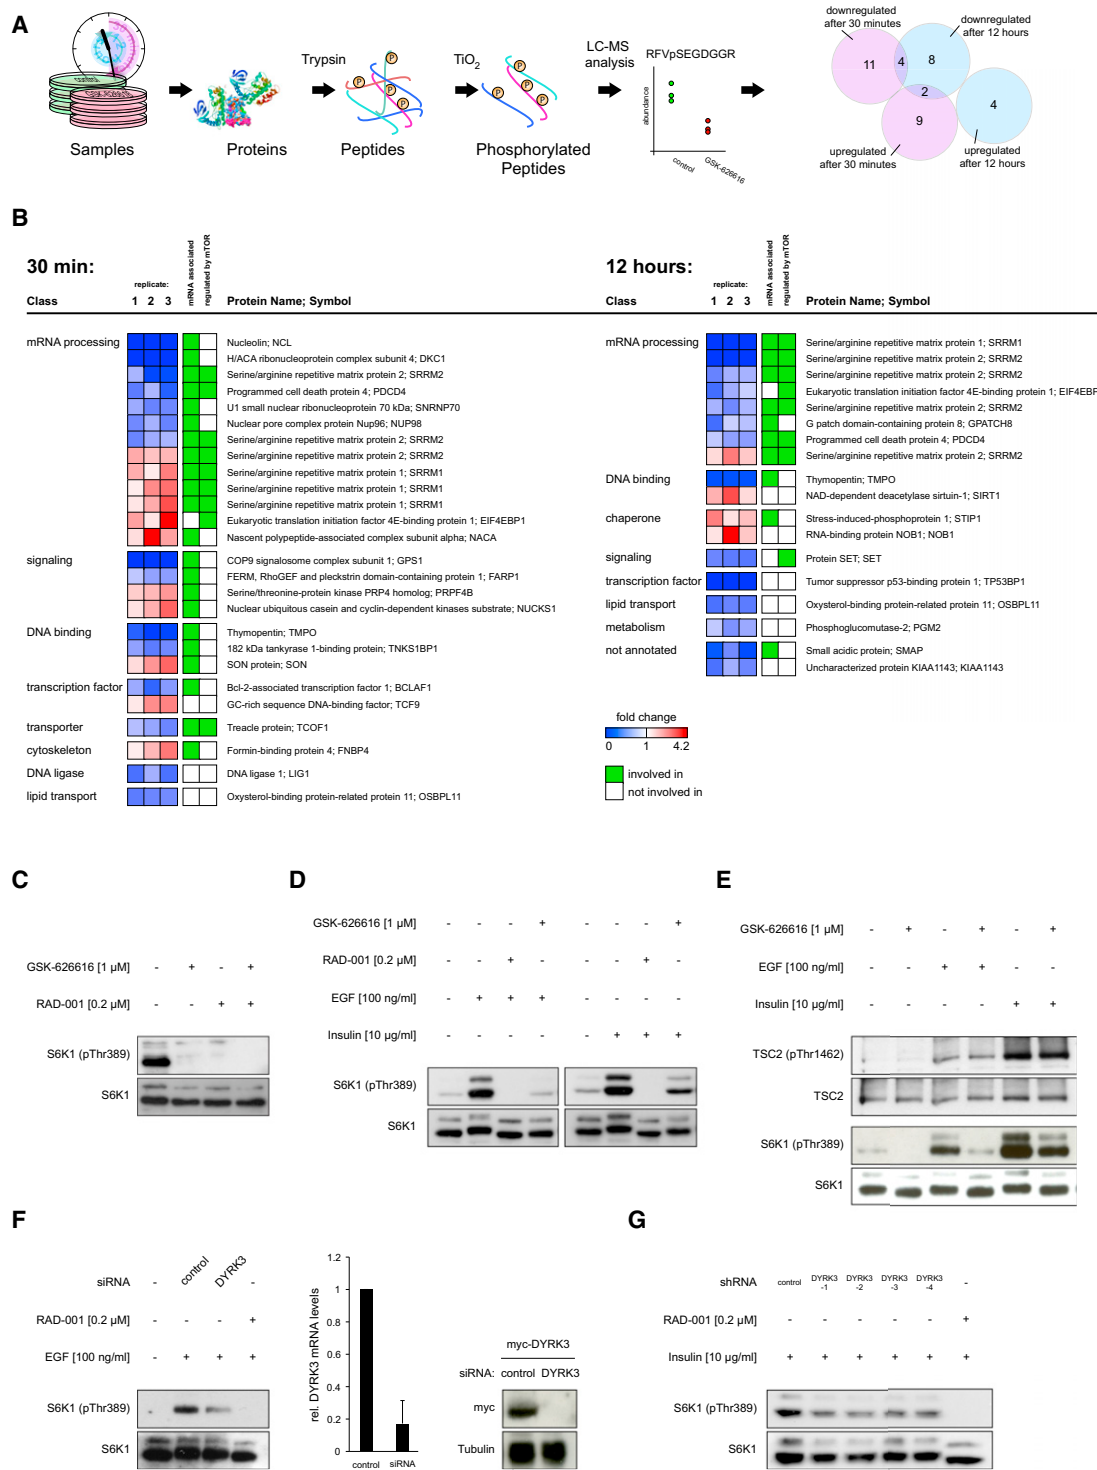 A
control
GSK-626616
Samples
Proteins
Trypsin
Peptides
TiO2
Phosphorylated
Peptides
LC-MS
analysis
RFVpSEGDGGR
abundance
control
GSK-626616
downregulated
after 30 minutes
downregulated
after 12 hours
11
4
8
2
9
4
upregulated
after 30 minutes
upregulated
after 12 hours
P P P P
P P P
B
30 min:
replicate:
mRNA associated
regulated by mTOR
Class 1 2 3 Protein Name; Symbol
mRNA processing
Nucleolin; NCL
H/ACA ribonucleoprotein complex subunit 4; DKC1
Serine/arginine repetitive matrix protein 2; SRRM2
Programmed cell death protein 4; PDCD4
U1 small nuclear ribonucleoprotein 70 kDa; SNRNP70
Nuclear pore complex protein Nup96; NUP98
Serine/arginine repetitive matrix protein 2; SRRM2
Serine/arginine repetitive matrix protein 2; SRRM2
Serine/arginine repetitive matrix protein 1; SRRM1
Serine/arginine repetitive matrix protein 1; SRRM1
Serine/arginine repetitive matrix protein 1; SRRM1
Eukaryotic translation initiation factor 4E-binding protein 1; EIF4EBP1
Nascent polypeptide-associated complex subunit alpha; NACA
signaling
COP9 signalosome complex subunit 1; GPS1
FERM, RhoGEF and pleckstrin domain-containing protein 1; FARP1
Serine/threonine-protein kinase PRP4 homolog; PRPF4B
Nuclear ubiquitous casein and cyclin-dependent kinases substrate; NUCKS1
DNA binding
Thymopentin; TMPO
182 kDa tankyrase 1-binding protein; TNKS1BP1
SON protein; SON
transcription factor
Bcl-2-associated transcription factor 1; BCLAF1
GC-rich sequence DNA-binding factor; TCF9
transporter
Treacle protein; TCOF1
cytoskeleton
Formin-binding protein 4; FNBP4
DNA ligase
DNA ligase 1; LIG1
lipid transport
Oxysterol-binding protein-related protein 11; OSBPL11
12 hours:
replicate:
mRNA associated
regulated by mTOR
Class 1 2 3 Protein Name; Symbol
mRNA processing
Serine/arginine repetitive matrix protein 1; SRRM1
Serine/arginine repetitive matrix protein 2; SRRM2
Serine/arginine repetitive matrix protein 2; SRRM2
Eukaryotic translation initiation factor 4E-binding protein 1; EIF4EBP
Serine/arginine repetitive matrix protein 2; SRRM2
G patch domain-containing protein 8; GPATCH8
Programmed cell death protein 4; PDCD4
Serine/arginine repetitive matrix protein 2; SRRM2
DNA binding
Thymopentin; TMPO
NAD-dependent deacetylase sirtuin-1; SIRT1
chaperone
Stress-induced-phosphoprotein 1; STIP1
RNA-binding protein NOB1; NOB1
signaling
Protein SET; SET
transcription factor
Tumor suppressor p53-binding protein 1; TP53BP1
lipid transport
Oxysterol-binding protein-related protein 11; OSBPL11
metabolism
Phosphoglucomutase-2; PGM2
not annotated
Small acidic protein; SMAP
Uncharacterized protein KIAA1143; KIAA1143
fold change
0 1 4.2
involved in
not involved in
C
GSK-626616 [1 µM] - + - +
RAD-001 [0.2 µM] - - + +
S6K1 (pThr389)
S6K1
D
GSK-626616 [1 µM] - - - + - - - +
RAD-001 [0.2 µM] - - + - - - + -
EGF [100 ng/ml] - + + + - - - -
Insulin [10 µg/ml] - - - - - + + +
S6K1 (pThr389)
S6K1
E
GSK-626616 [1 µM] - + - + - +
EGF [100 ng/ml] - - + + - -
Insulin [10 µg/ml] - - - - + +
TSC2 (pThr1462)
TSC2
S6K1 (pThr389)
S6K1
F
siRNA - control DYRK3 -
RAD-001 [0.2 µM] - - - +
EGF [100 ng/ml] - + + +
S6K1 (pThr389)
S6K1
rel. DYRK3 mRNA levels
1.2
1
0.8
0.6
0.4
0.2
0
control siRNA
myc-DYRK3
siRNA: control DYRK3
myc
Tubulin
G
shRNA control DYRK3 -1 DYRK3 -2 DYRK3 -3 DYRK3 -4 -
RAD-001 [0.2 µM] - - - - - +
Insulin [10 µg/ml] + + + + + +
S6K1 (pThr389)
S6K1